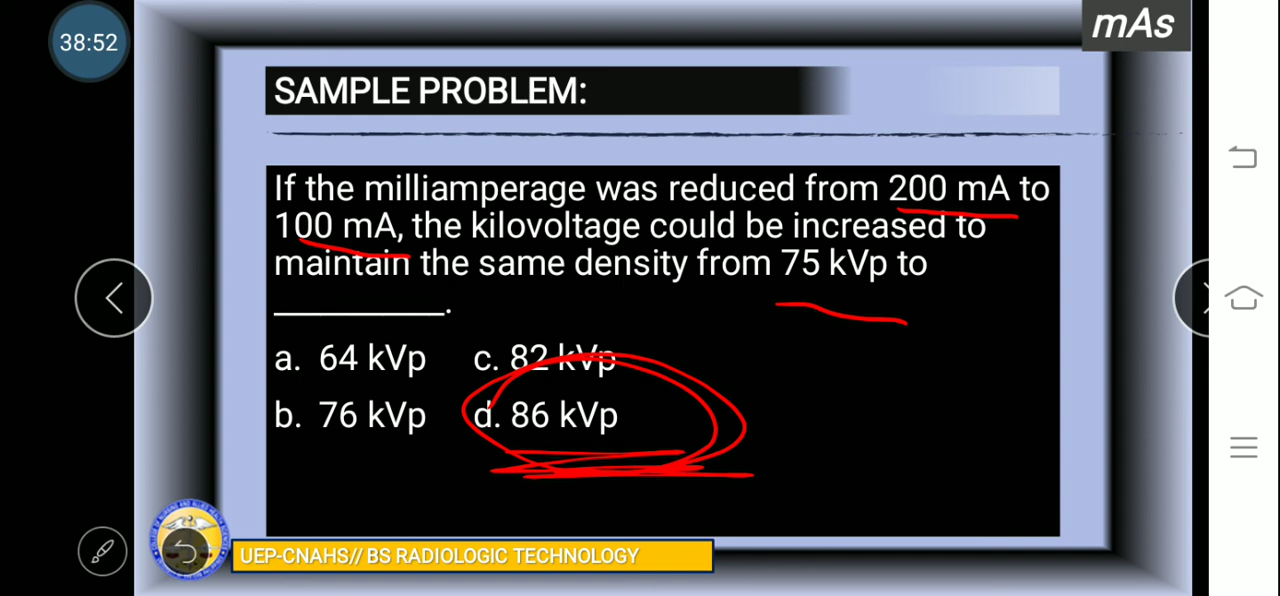 38:52
mAs
SAMPLE PROBLEM:
If the milliamperage was reduced from 200 mA to
100 mA, the kilovoltage could be increased to
maintain the same density from 75 kVp to
__________.
a. 64 kVp c. 82 kVp
b. 76 kVp d. 86 kVp
UEP-CNAHS// BS RADIOLOGIC TECHNOLOGY